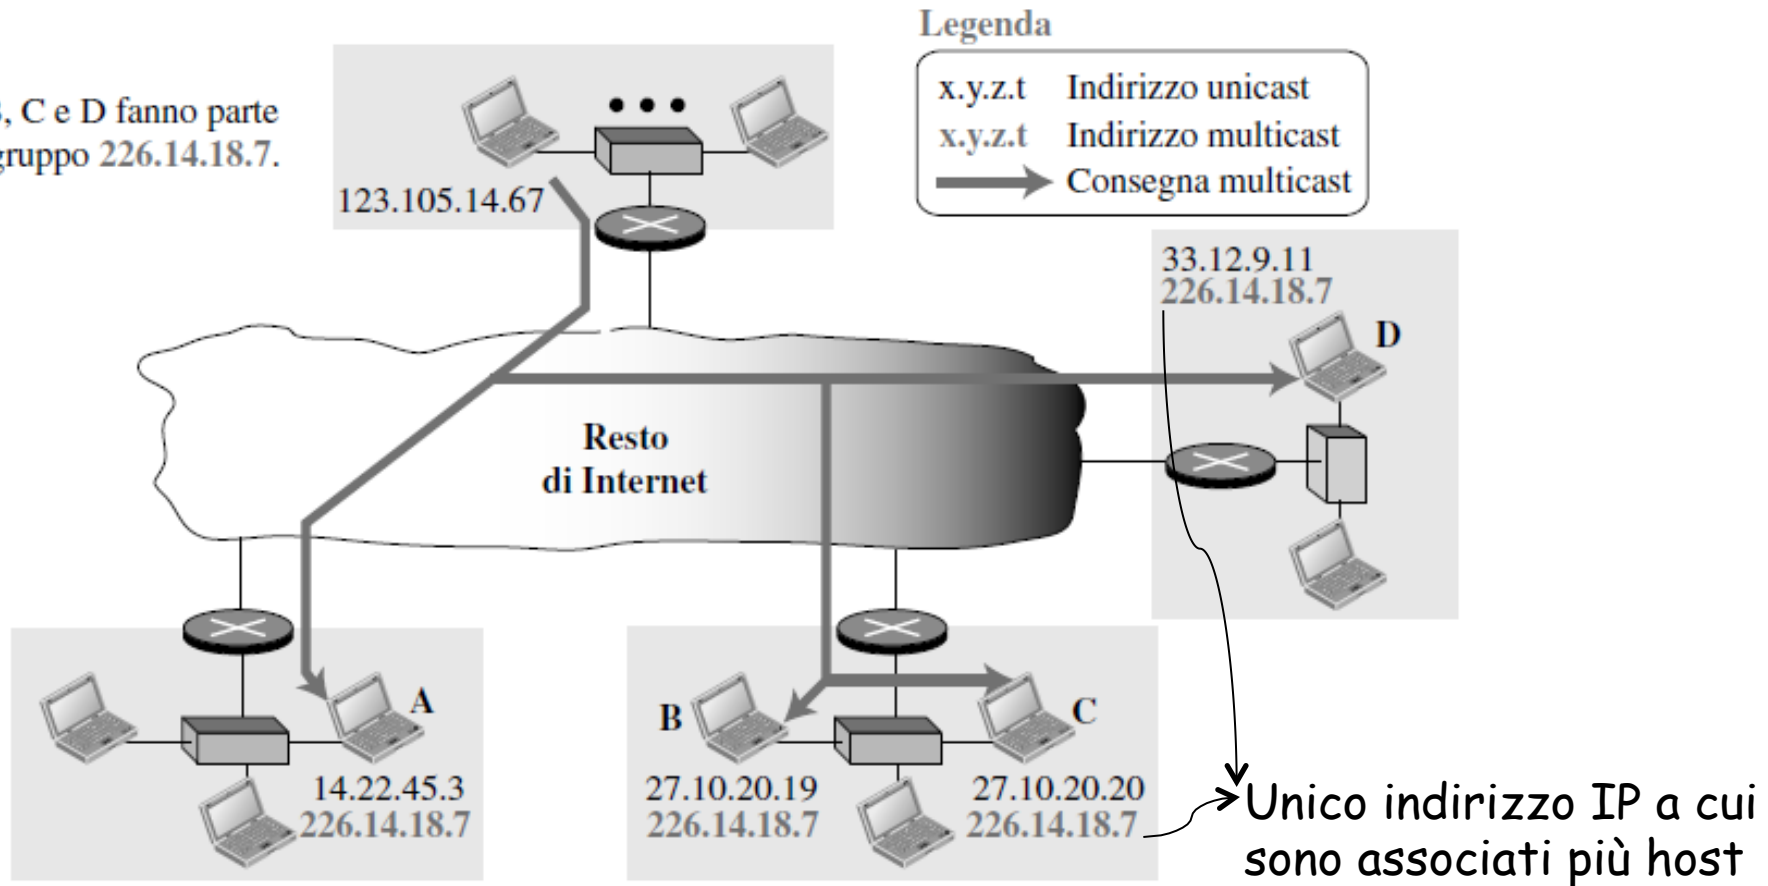 Legenda
x.y.z.t Indirizzo unicast
x.y.z.t Indirizzo multicast
Consegna multicast
, C e D fanno parte
gruppo 226.14.18.7.
123.105.14.67
33.12.9.11
226.14.18.7
D
Resto
di Internet
A
14.22.45.3
226.14.18.7
B
27.10.20.19
226.14.18.7
C
27.10.20.20
226.14.18.7
Unico indirizzo IP a cui
sono associati più host